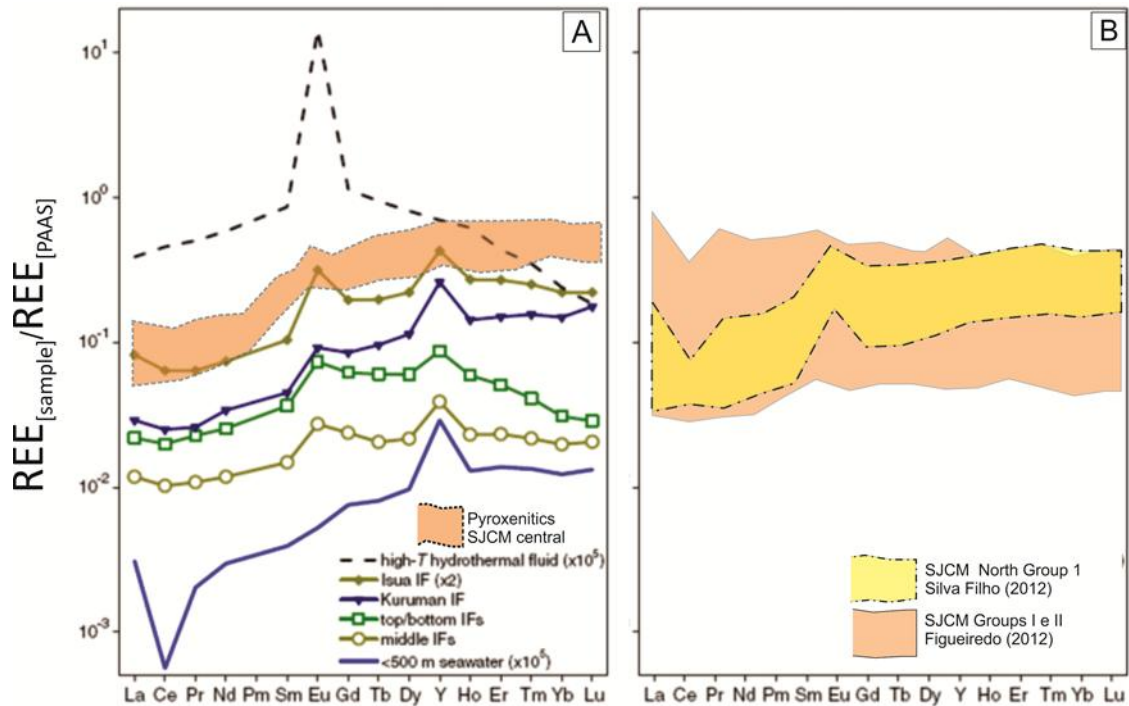 A
B
REE[sample]/REE[PAAS]
10¹
10⁰
10⁻¹
10⁻²
10⁻³
Pyroxenitics
SJCM central
high-T hydrothermal fluid (x10⁵)
Isua IF (x2)
Kuruman IF
top/bottom IFs
middle IFs
<500 m seawater (x10⁵)
La Ce Pr Nd Pm Sm Eu Gd Tb Dy Y Ho Er Tm Yb Lu
SJCM North Group 1
Silva Filho (2012)
SJCM Groups I e II
Figueiredo (2012)
La Ce Pr Nd Pm Sm Eu Gd Tb Dy Y Ho Er Tm Yb Lu